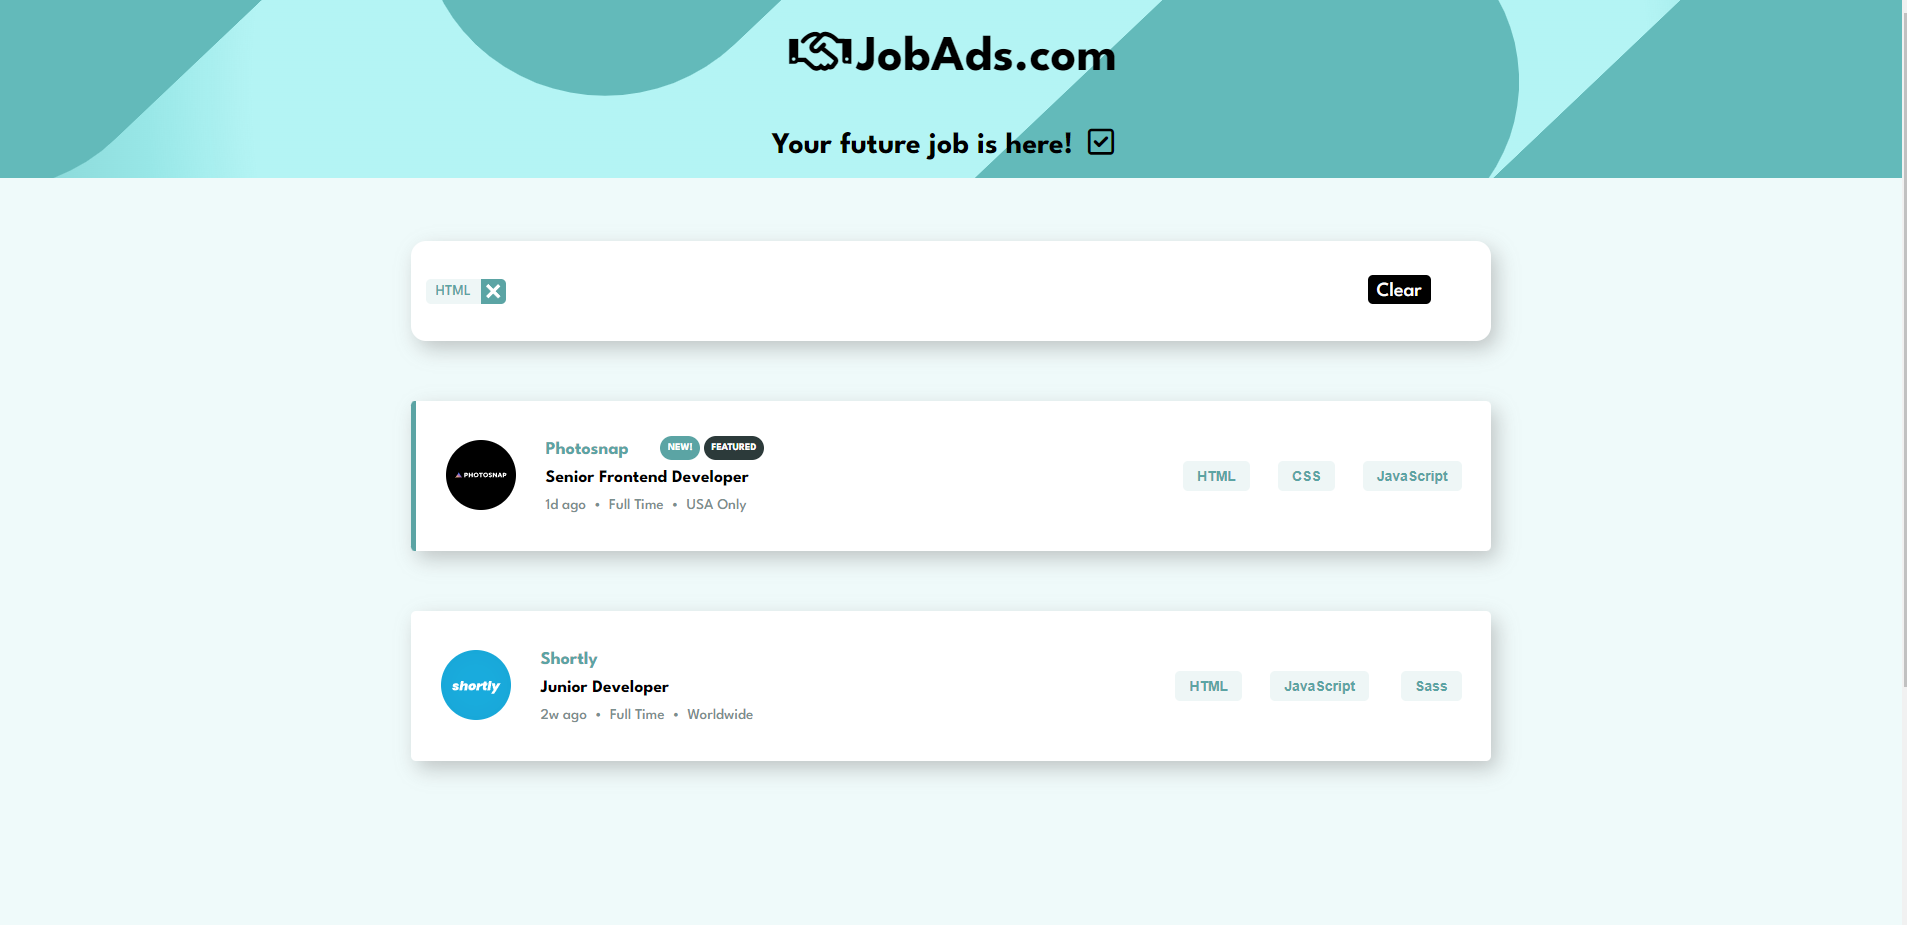 JobAds.com
Your future job is here!
HTML
Clear
PHOTOSNAP
Photosnap NEW! FEATURED
Senior Frontend Developer
1d ago • Full Time • USA Only
HTML CSS JavaScript
shortly
Shortly
Junior Developer
2w ago • Full Time • Worldwide
HTML JavaScript Sass